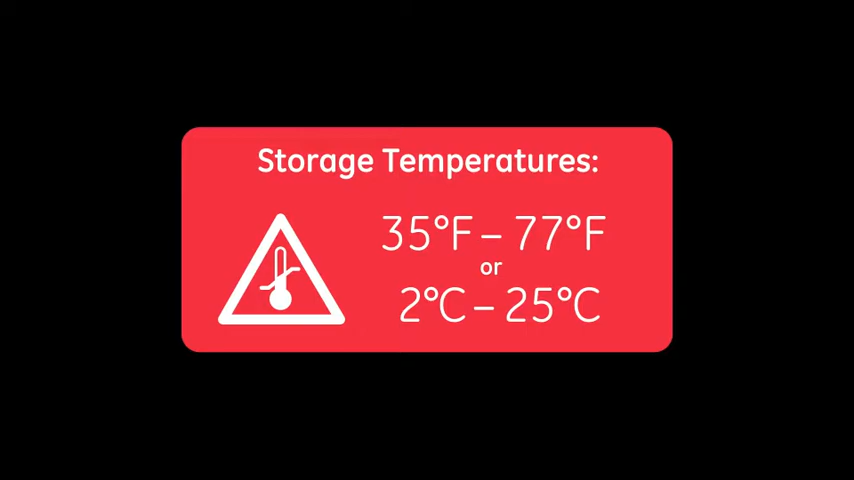 Storage Temperatures:
35°F – 77°F
or
2°C – 25°C